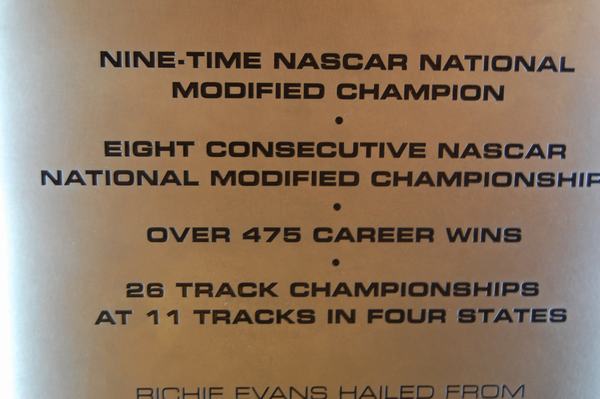 NINE-TIME NASCAR NATIONAL
MODIFIED CHAMPION
•
EIGHT CONSECUTIVE NASCAR
NATIONAL MODIFIED CHAMPIONSHIP
•
OVER 475 CAREER WINS
•
26 TRACK CHAMPIONSHIPS
AT 11 TRACKS IN FOUR STATES
RICHIE EVANS HAILED FROM